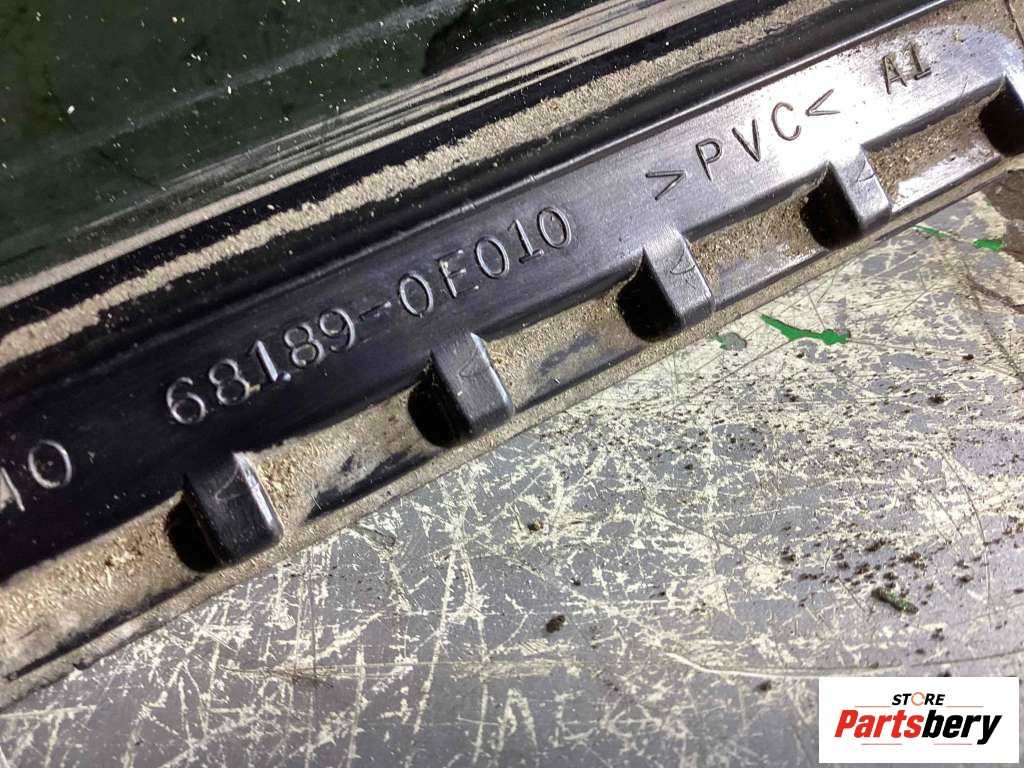 68189-0E010 >PVC< A1
STORE
Partsbery